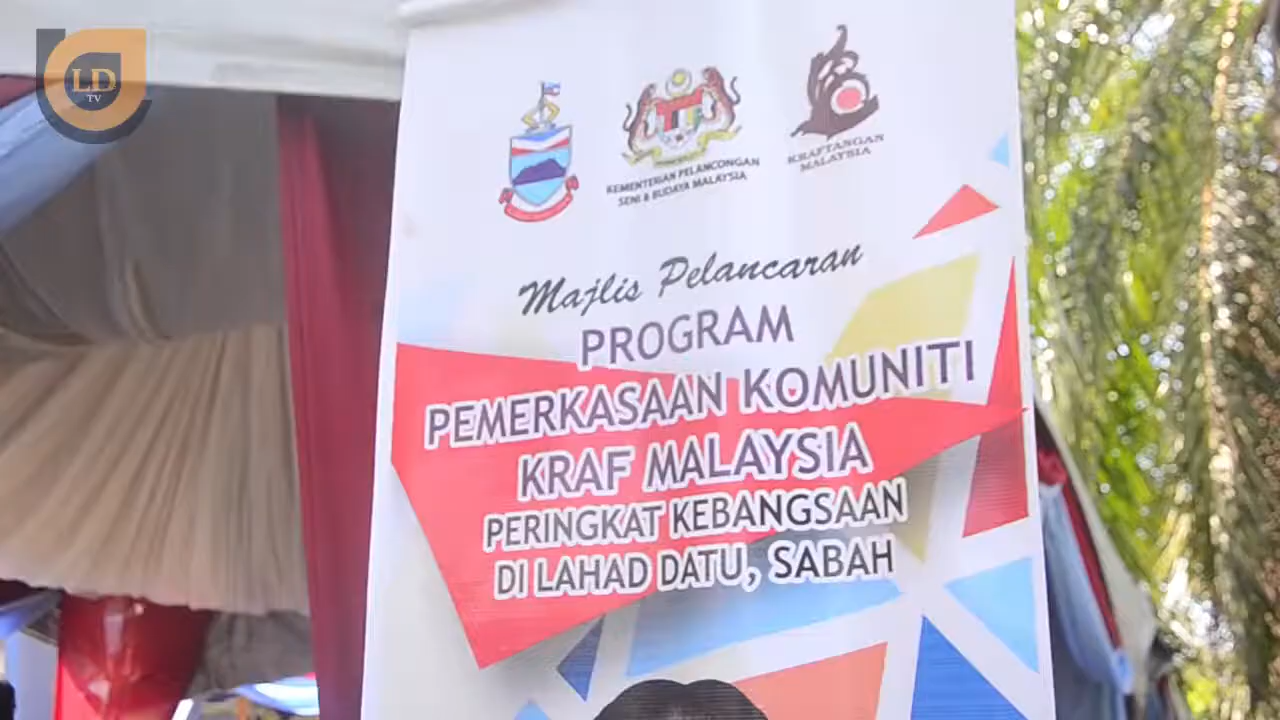 LD
TV
KEMENTERIAN PELANCONGAN
SENI & BUDAYA MALAYSIA
KRAFTANGAN
MALAYSIA
Majlis Pelancaran
PROGRAM
PEMERKASAAN KOMUNITI
KRAF MALAYSIA
PERINGKAT KEBANGSAAN
DI LAHAD DATU, SABAH